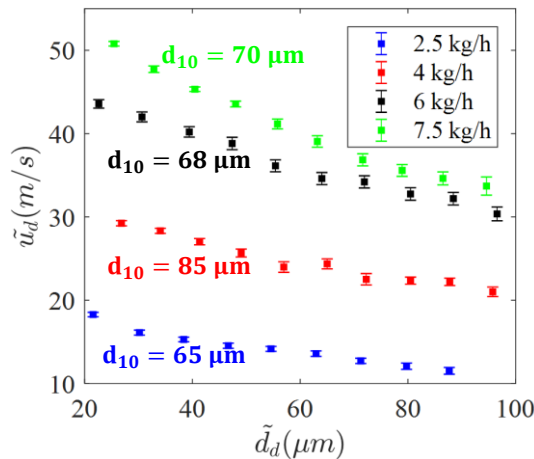 50
40
30
20
10
20
40
60
80
100
ũ_d(m/s)
d̃_d(μm)
2.5 kg/h
4 kg/h
6 kg/h
7.5 kg/h
d₁₀ = 70 μm
d₁₀ = 68 μm
d₁₀ = 85 μm
d₁₀ = 65 μm